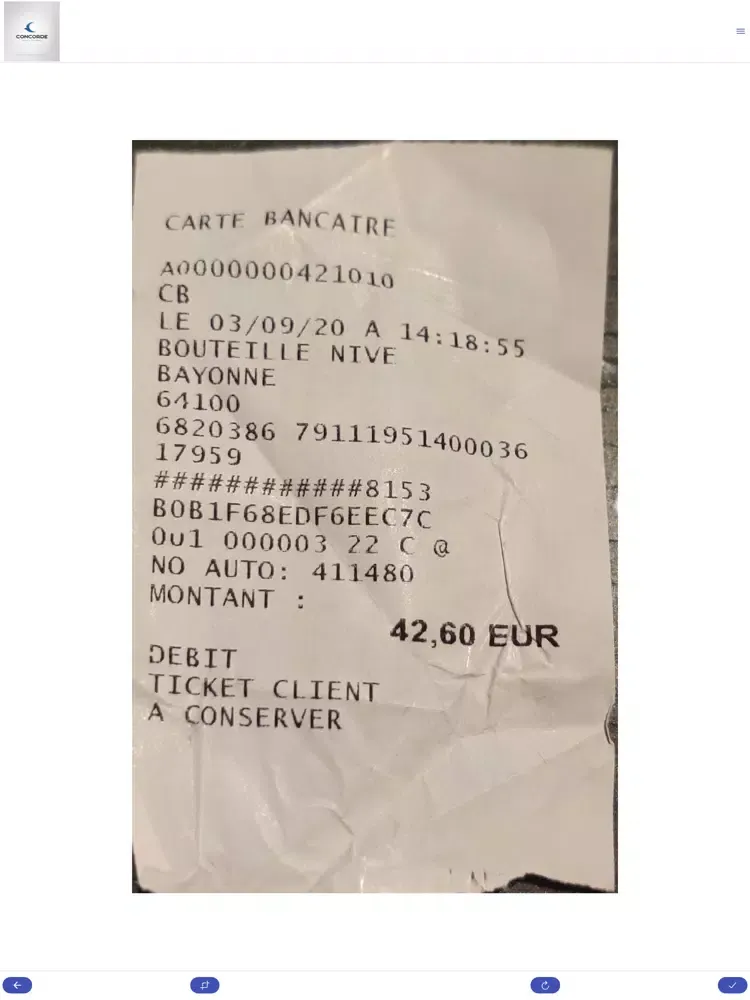 CONCORDE
CARTE BANCAIRE
A0000000421010
CB
LE 03/09/20 A 14:18:55
BOUTEILLE NIVE
BAYONNE
64100
6820386 79111951400036
17959
############8153
B0B1F68EDF6EEC7C
0u1 000003 22 C @
NO AUTO: 411480
MONTANT :
42,60 EUR
DEBIT
TICKET CLIENT
A CONSERVER